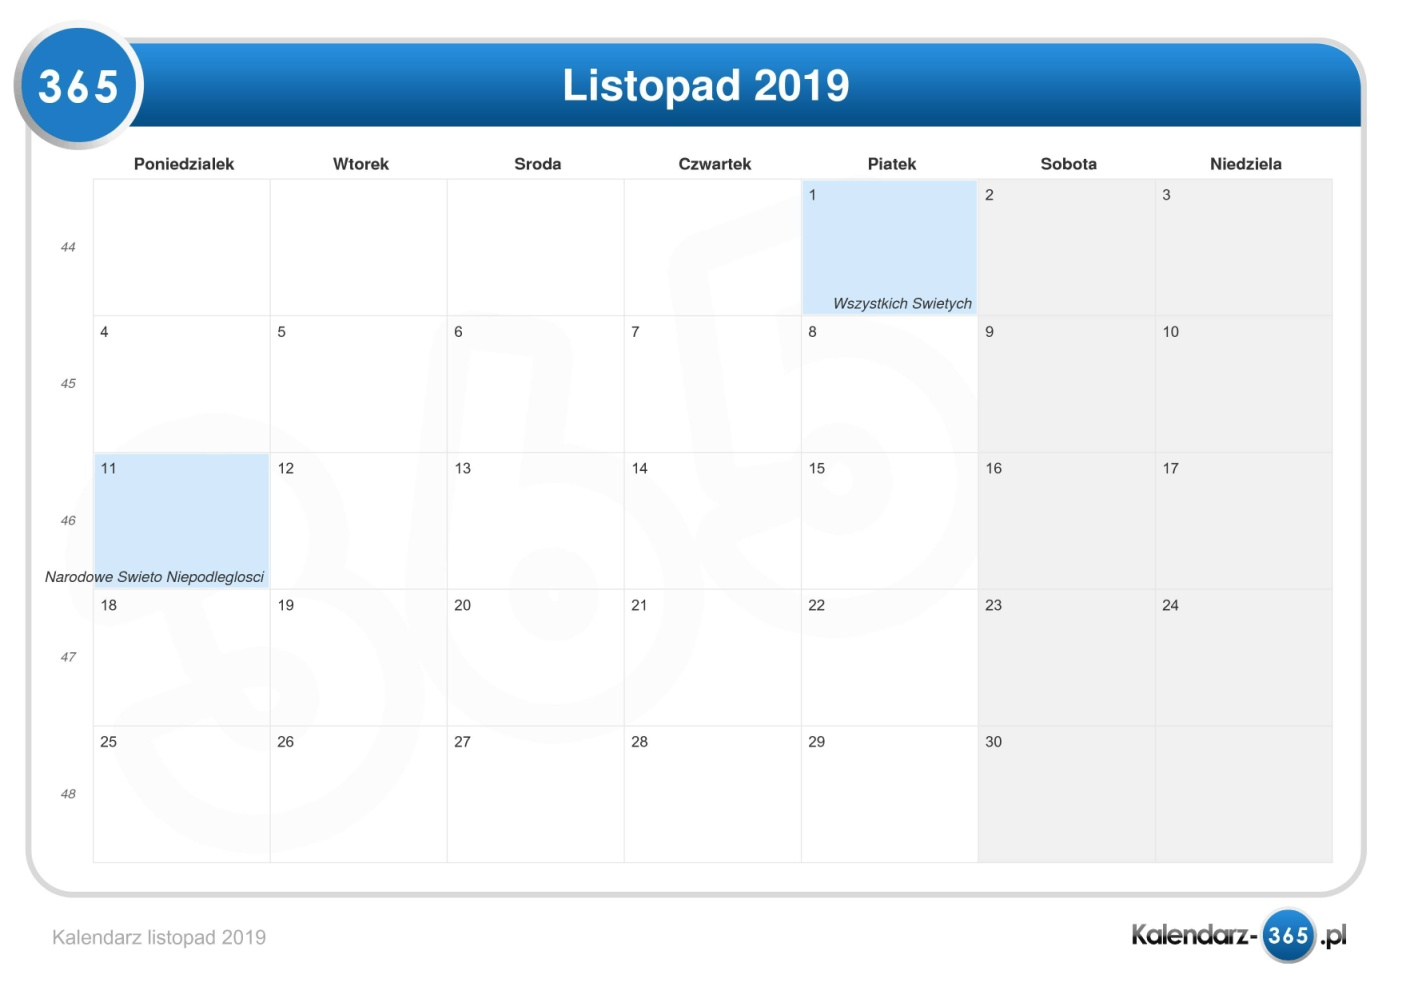 365
Listopad 2019
Poniedzialek Wtorek Sroda Czwartek Piatek Sobota Niedziela
1 2 3
44
Wszystkich Swietych
4 5 6 7 8 9 10
45
11 12 13 14 15 16 17
46
Narodowe Swieto Niepodleglosci
18 19 20 21 22 23 24
47
25 26 27 28 29 30
48
Kalendarz listopad 2019
Kalendarz-365.pl